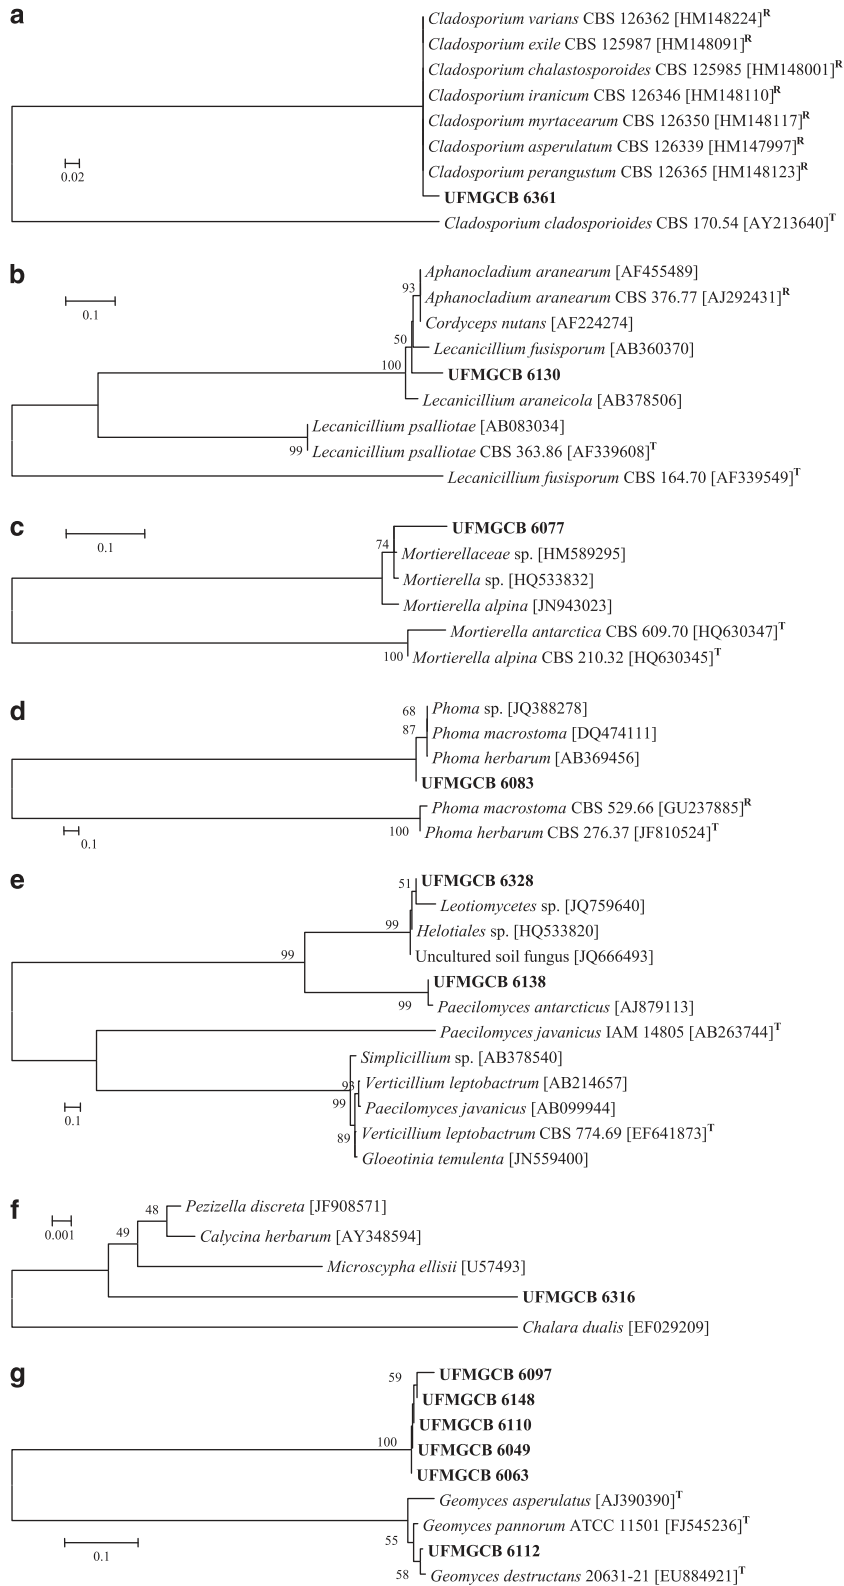 a
Cladosporium varians CBS 126362 [HM148224]R
Cladosporium exile CBS 125987 [HM148091]R
Cladosporium chalastosporoides CBS 125985 [HM148001]R
Cladosporium iranicum CBS 126346 [HM148110]R
Cladosporium myrtacearum CBS 126350 [HM148117]R
Cladosporium asperulatum CBS 126339 [HM147997]R
Cladosporium perangustum CBS 126365 [HM148123]R
0.02
UFMGCB 6361
Cladosporium cladosporioides CBS 170.54 [AY213640]T
b
Aphanocladium aranearum [AF455489]
93
Aphanocladium aranearum CBS 376.77 [AJ292431]R
0.1
Cordyceps nutans [AF224274]
50
Lecanicillium fusisporum [AB360370]
100
UFMGCB 6130
Lecanicillium araneicola [AB378506]
Lecanicillium psalliotae [AB083034]
99
Lecanicillium psalliotae CBS 363.86 [AF339608]T
Lecanicillium fusisporum CBS 164.70 [AF339549]T
c
UFMGCB 6077
0.1
74
Mortierellaceae sp. [HM589295]
Mortierella sp. [HQ533832]
Mortierella alpina [JN943023]
Mortierella antarctica CBS 609.70 [HQ630347]T
100
Mortierella alpina CBS 210.32 [HQ630345]T
d
68
Phoma sp. [JQ388278]
87
Phoma macrostoma [DQ474111]
Phoma herbarum [AB369456]
UFMGCB 6083
Phoma macrostoma CBS 529.66 [GU237885]R
100
Phoma herbarum CBS 276.37 [JF810524]T
0.1
e
51
UFMGCB 6328
Leotiomycetes sp. [JQ759640]
99
Helotiales sp. [HQ533820]
99
Uncultured soil fungus [JQ666493]
UFMGCB 6138
99
Paecilomyces antarcticus [AJ879113]
Paecilomyces javanicus IAM 14805 [AB263744]T
Simplicillium sp. [AB378540]
93
Verticillium leptobactrum [AB214657]
99
Paecilomyces javanicus [AB099944]
0.1
89
Verticillium leptobactrum CBS 774.69 [EF641873]T
Gloeotinia temulenta [JN559400]
f
48
Pezizella discreta [JF908571]
0.001
49
Calycina herbarum [AY348594]
Microscypha ellisii [U57493]
UFMGCB 6316
Chalara dualis [EF029209]
g
59
UFMGCB 6097
UFMGCB 6148
UFMGCB 6110
100
UFMGCB 6049
UFMGCB 6063
Geomyces asperulatus [AJ390390]T
Geomyces pannorum ATCC 11501 [FJ545236]T
55
UFMGCB 6112
0.1
58
Geomyces destructans 20631-21 [EU884921]T